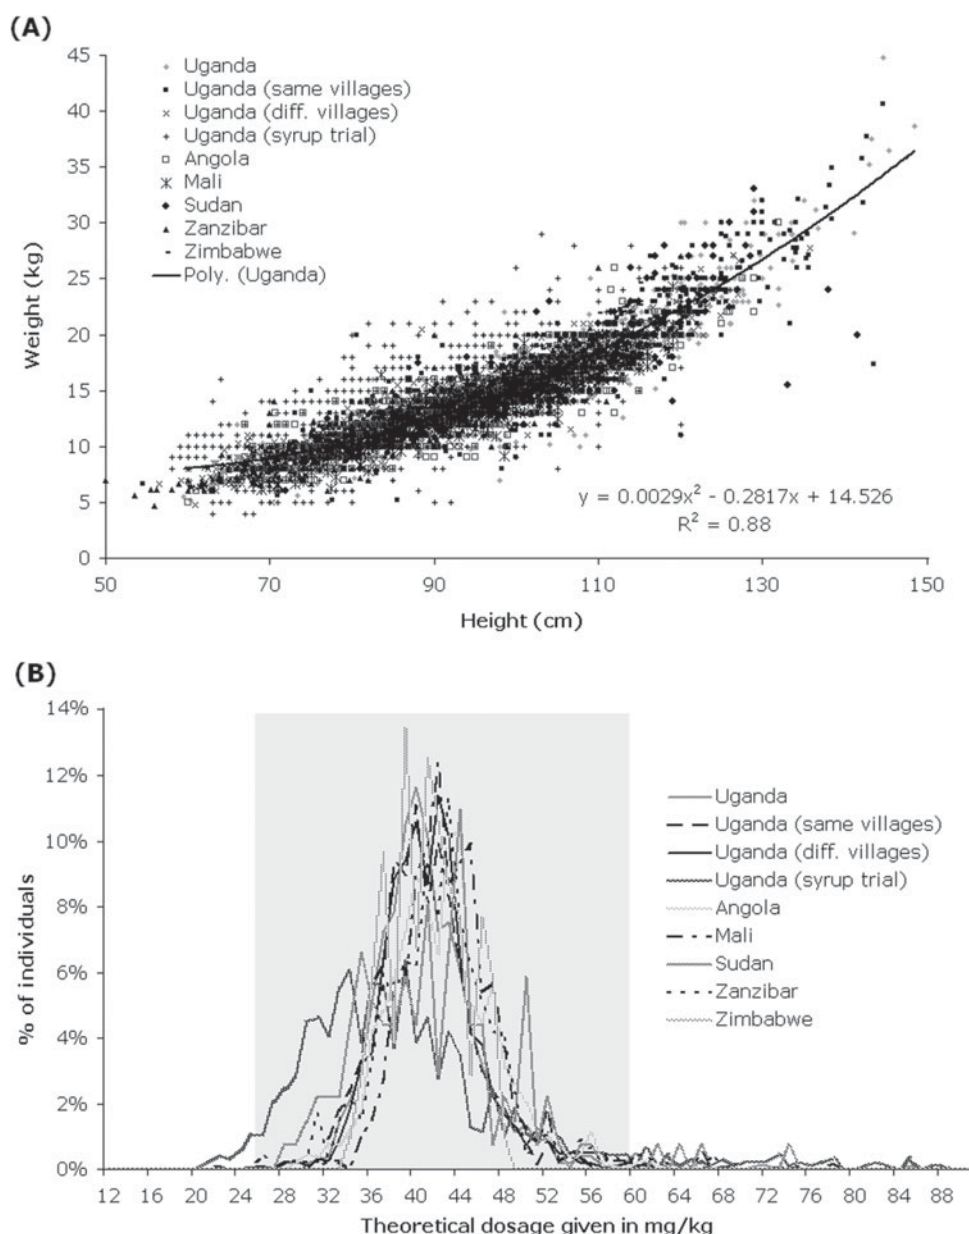 (A)
45
40
35
30
25
20
15
10
5
0
Weight (kg)
Uganda
Uganda (same villages)
Uganda (diff. villages)
Uganda (syrup trial)
Angola
Mali
Sudan
Zanzibar
Zimbabwe
Poly. (Uganda)
y = 0.0029x² - 0.2817x + 14.526
R² = 0.88
50 70 90 110 130 150
Height (cm)
(B)
14%
12%
10%
8%
6%
4%
2%
0%
% of individuals
Uganda
Uganda (same villages)
Uganda (diff. villages)
Uganda (syrup trial)
Angola
Mali
Sudan
Zanzibar
Zimbabwe
12 16 20 24 28 32 36 40 44 48 52 56 60 64 68 72 76 80 84 88
Theoretical dosage given in mg/kg